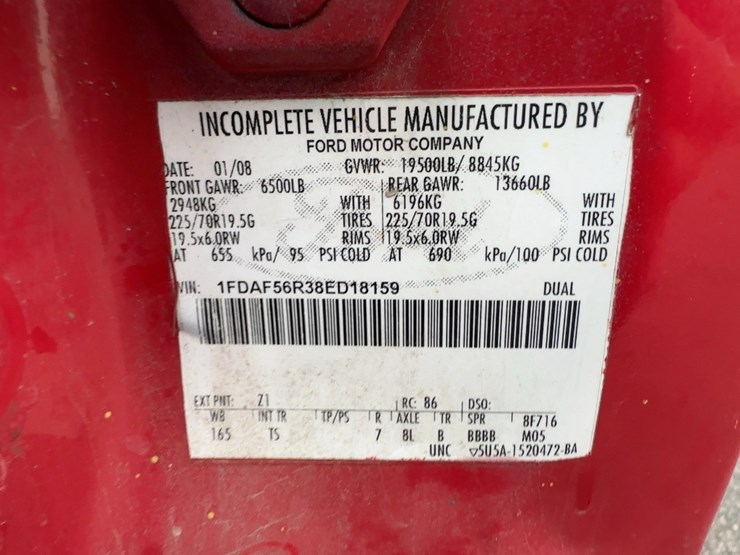 INCOMPLETE VEHICLE MANUFACTURED BY
FORD MOTOR COMPANY
DATE: 01/08 GVWR: 19500LB/ 8845KG
FRONT GAWR: 6500LB REAR GAWR: 13660LB
2948KG WITH 6196KG WITH
225/70R19.5G TIRES 225/70R19.5G TIRES
19.5x6.0RW RIMS 19.5x6.0RW RIMS
AT 655 kPa/ 95 PSI COLD AT 690 kPa/100 PSI COLD
VIN: 1FDAF56R38ED18159 DUAL
EXT PNT: Z1 RC: 86 DSO:
WB INT TR TP/PS R AXLE TR SPR 8F716
165 TS 7 8L B BBBB M05
UNC ▽5U5A-1520472-BA